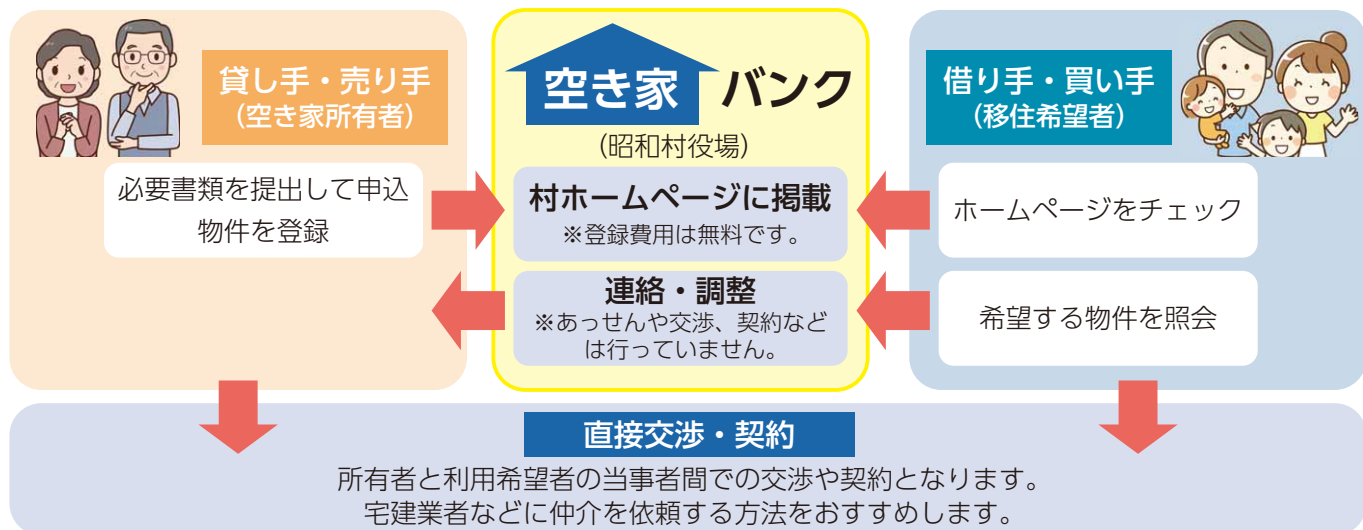 貸し手・売り手
(空き家所有者)
必要書類を提出して申込
物件を登録
空き家 バンク
(昭和村役場)
村ホームページに掲載
※登録費用は無料です。
連絡・調整
※あっせんや交渉、契約など
は行っていません。
借り手・買い手
(移住希望者)
ホームページをチェック
希望する物件を照会
直接交渉・契約
所有者と利用希望者の当事者間での交渉や契約となります。
宅建業者などに仲介を依頼する方法をおすすめします。